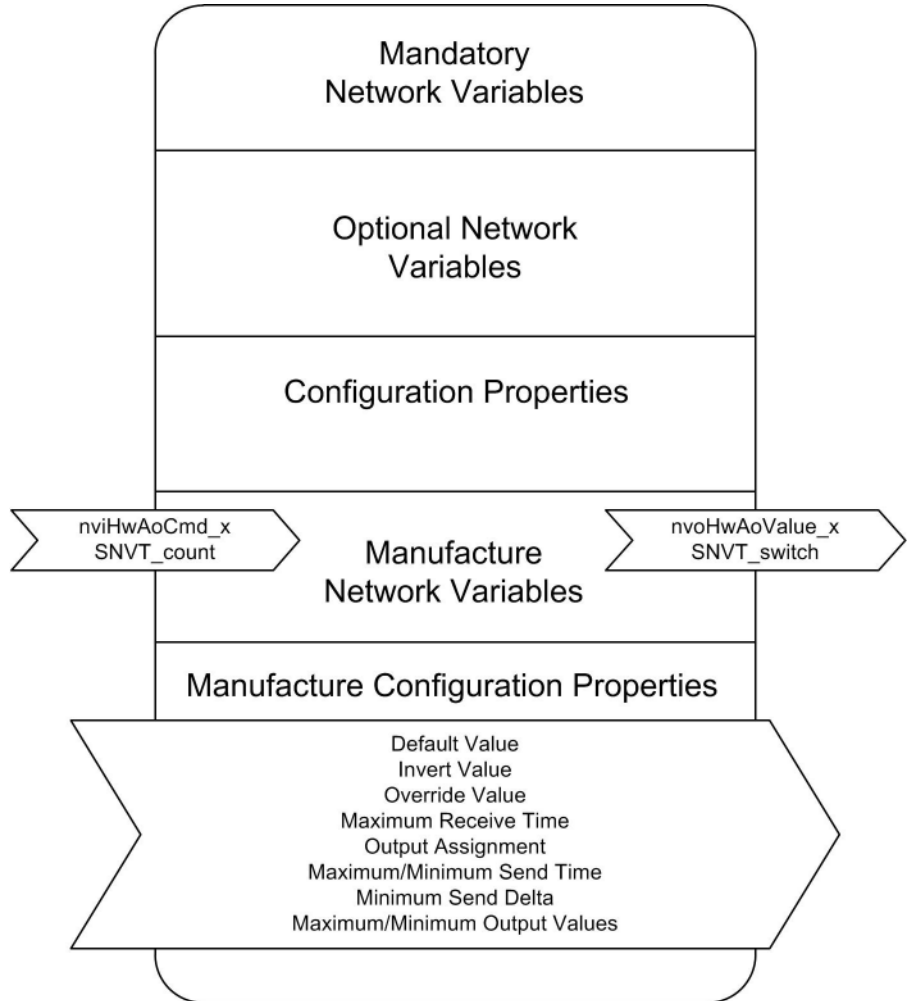 Mandatory
Network Variables
Optional Network
Variables
Configuration Properties
nviHwAoCmd_x
SNVT_count
nvoHwAoValue_x
SNVT_switch
Manufacture
Network Variables
Manufacture Configuration Properties
Default Value
Invert Value
Override Value
Maximum Receive Time
Output Assignment
Maximum/Minimum Send Time
Minimum Send Delta
Maximum/Minimum Output Values